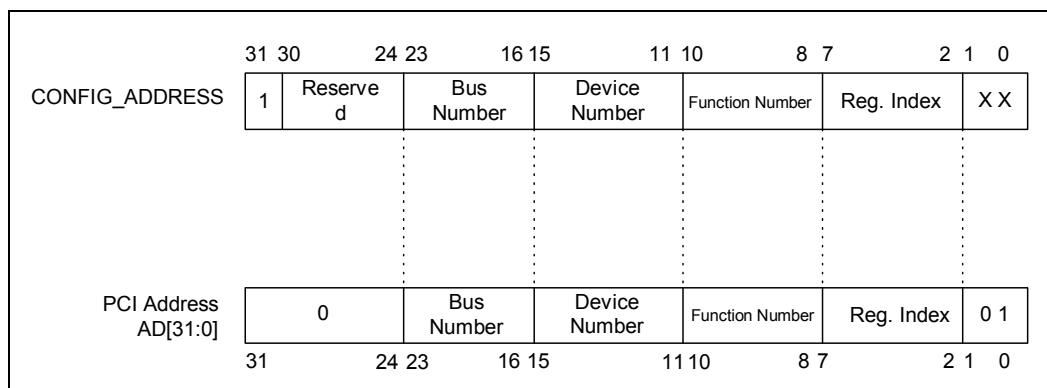 31 30 24 23 16 15 11 10 8 7 2 1 0
CONFIG_ADDRESS 1 Reserve Bus Device Function Number Reg. Index X X
d Number Number
PCI Address 0 Bus Device Function Number Reg. Index 0 1
AD[31:0] Number Number
31 24 23 16 15 11 10 8 7 2 1 0